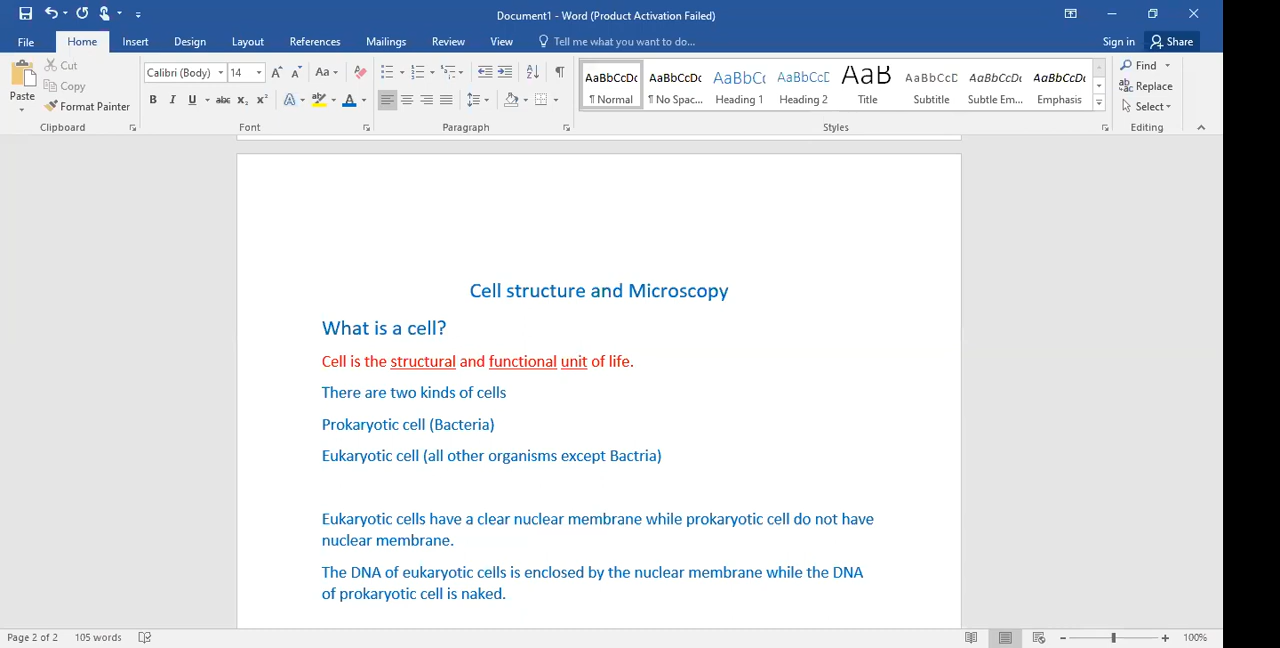 Document1 - Word (Product Activation Failed)
File Home Insert Design Layout References Mailings Review View Tell me what you want to do... Sign in Share
Paste Cut Copy Format Painter
Calibri (Body) 14 Aa
B I U abc x₂ x² A ab A
AaBbCcDc AaBbCcDc AaBbCc AaBbCcD AaB AaBbCcD AaBbCcDc AaBbCcDc
¶ Normal ¶ No Spac... Heading 1 Heading 2 Title Subtitle Subtle Em... Emphasis
Find
Replace
Select
Clipboard Font Paragraph Styles Editing
Cell structure and Microscopy
What is a cell?
Cell is the structural and functional unit of life.
There are two kinds of cells
Prokaryotic cell (Bacteria)
Eukaryotic cell (all other organisms except Bactria)
Eukaryotic cells have a clear nuclear membrane while prokaryotic cell do not have
nuclear membrane.
The DNA of eukaryotic cells is enclosed by the nuclear membrane while the DNA
of prokaryotic cell is naked.
Page 2 of 2 105 words 100%